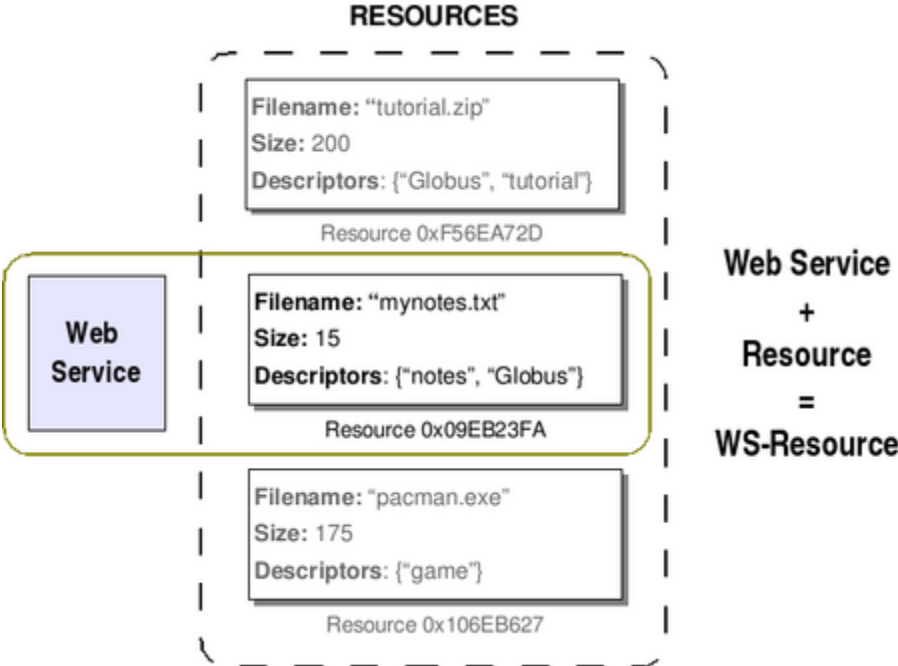 RESOURCES
Filename: “tutorial.zip”
Size: 200
Descriptors: {“Globus”, “tutorial”}
Resource 0xF56EA72D
Web
Service
Filename: “mynotes.txt”
Size: 15
Descriptors: {“notes”, “Globus”}
Resource 0x09EB23FA
Filename: “pacman.exe”
Size: 175
Descriptors: {“game”}
Resource 0x106EB627
Web Service
+
Resource
=
WS-Resource